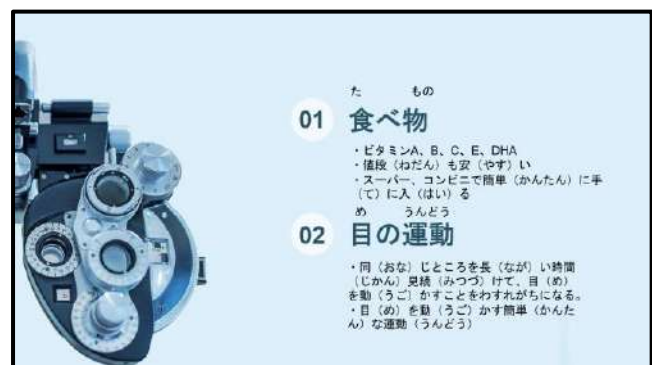 た もの
01 食べ物
・ビタミンA、B、C、E、DHA
・値段（ねだん）も安（やす）い
・スーパー、コンビニで簡単（かんたん）に手
（て）に入（はい）る
め うんどう
02 目の運動
・同（おな）じところを長（なが）い時間
（じかん）見続（みつづ）けて、目（め）
を動（うご）かすことをわすれがちになる。
・目（め）を動（うご）かす簡単（かんた
ん）な運動（うんどう）